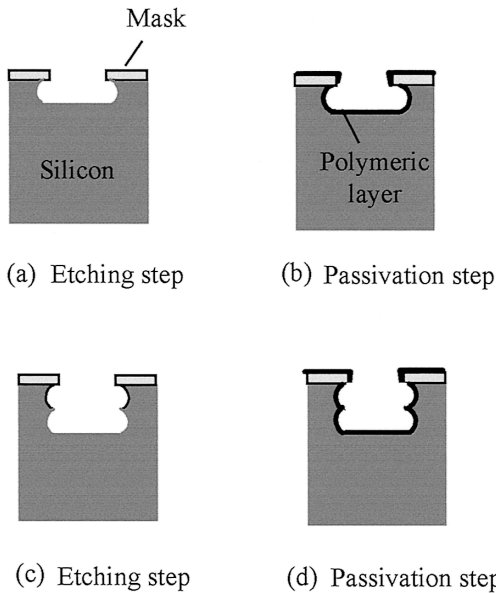 Mask
Silicon
Polymeric
layer
(a) Etching step
(b) Passivation step
(c) Etching step
(d) Passivation step